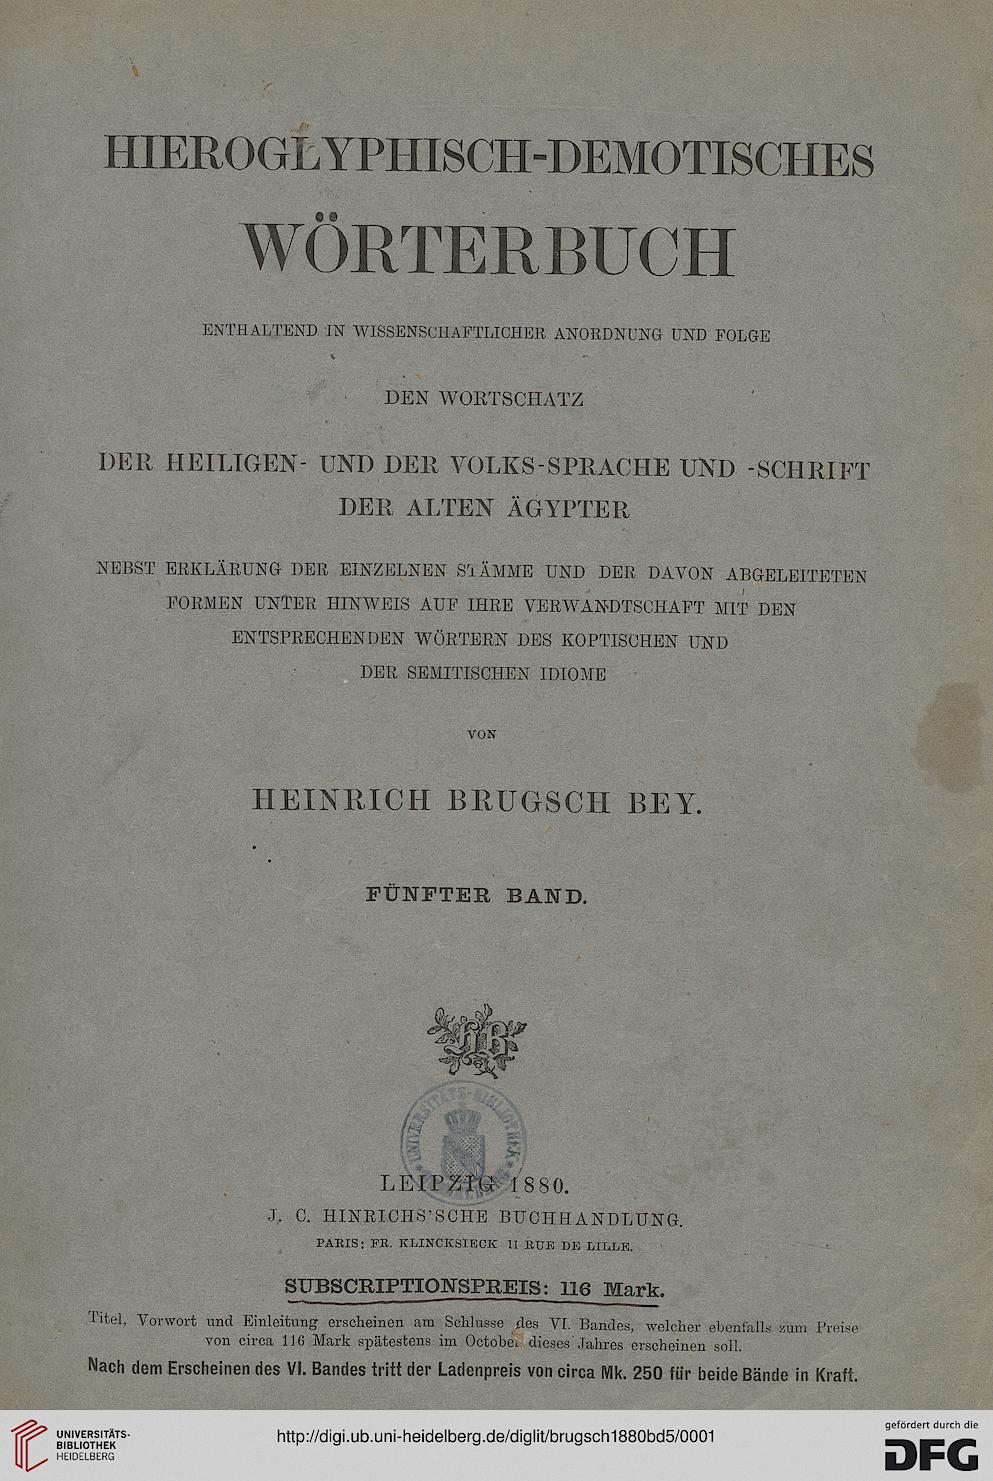 HIEROGLYPHISCH-DEMOTISCHES
WÖRTERBUCH
ENTHALTEND IN WISSENSCHAFTLICHER ANORDNUNG UND FOLGE
DEN WORTSCHATZ
DER HEILIGEN- UND DER VOLKS-SPRACHE UND -SCHRIFT
DER ALTEN ÄGYPTER
NEBST ERKLÄRUNG DER EINZELNEN STÄMME UND DER DAVON ABGELEITETEN
FORMEN UNTER HINWEIS AUF IHRE VERWANDTSCHAFT MIT DEN
ENTSPRECHENDEN WÖRTERN DES KOPTISCHEN UND
DER SEMITISCHEN IDIOME
VON
HEINRICH BRUGSCH BEY.
FÜNFTER BAND.
HB
UNIVERSITÄTS-BIBLIOTHEK
HEIDELBERG
LEIPZIG 1880.
J. C. HINRICHS'SCHE BUCHHANDLUNG.
PARIS: FR. KLINCKSIECK 11 RUE DE LILLE.
SUBSCRIPTIONSPREIS: 116 Mark.
Titel, Vorwort und Einleitung erscheinen am Schlusse des VI. Bandes, welcher ebenfalls zum Preise
von circa 116 Mark spätestens im October dieses Jahres erscheinen soll.
Nach dem Erscheinen des VI. Bandes tritt der Ladenpreis von circa Mk. 250 für beide Bände in Kraft.
UNIVERSITÄTS-
BIBLIOTHEK
HEIDELBERG
http://digi.ub.uni-heidelberg.de/diglit/brugsch1880bd5/0001
gefördert durch die
DFG